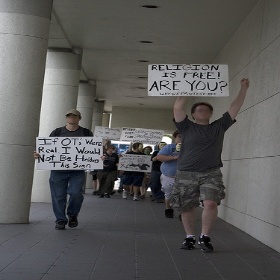 RELIGION
IS FREE!
ARE YOU?
If OT's Were
Real I Would
Not Be Holding
This Sign